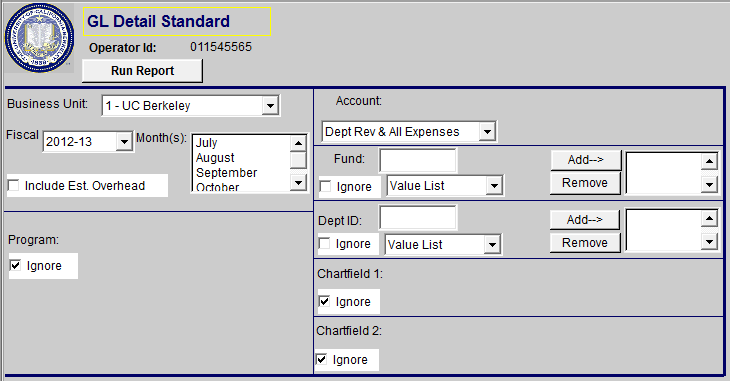 GL Detail Standard
Operator Id: 011545565
Run Report
Business Unit: 1 - UC Berkeley
Fiscal 2012-13 Month(s): July
August
September
October
Include Est. Overhead
Program:
Ignore
Account:
Dept Rev & All Expenses
Fund:
Ignore Value List
Add-->
Remove
Dept ID:
Ignore Value List
Add-->
Remove
Chartfield 1:
Ignore
Chartfield 2:
Ignore